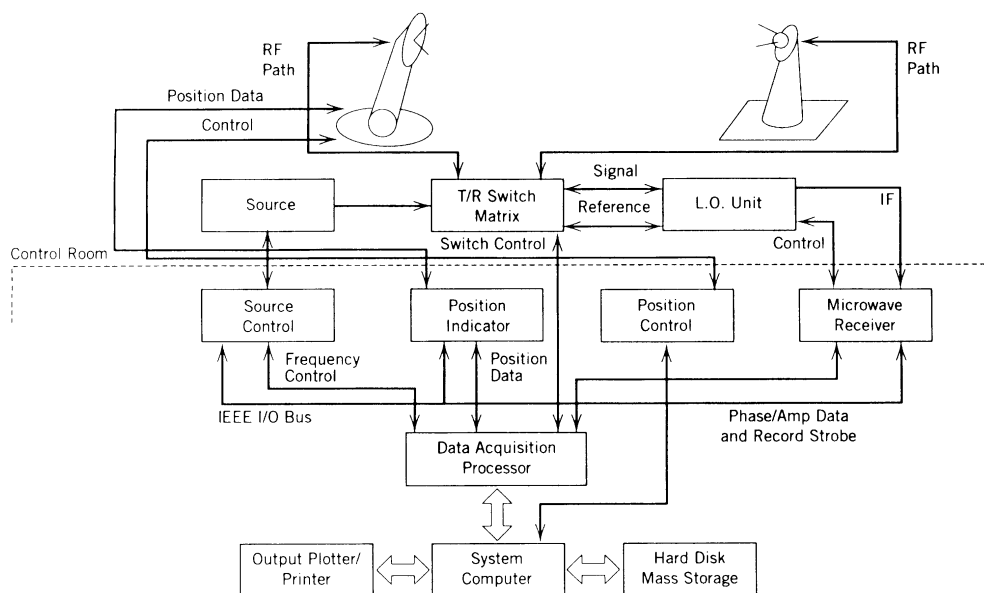 RF
Path
RF
Path
Position Data
Control
Source
T/R Switch
Matrix
Signal
Reference
L.O. Unit
IF
Switch Control
Control
Control Room
Source
Control
Position
Indicator
Position
Control
Microwave
Receiver
Frequency
Control
Position
Data
IEEE I/O Bus
Phase/Amp Data
and Record Strobe
Data Acquisition
Processor
Output Plotter/
Printer
System
Computer
Hard Disk
Mass Storage